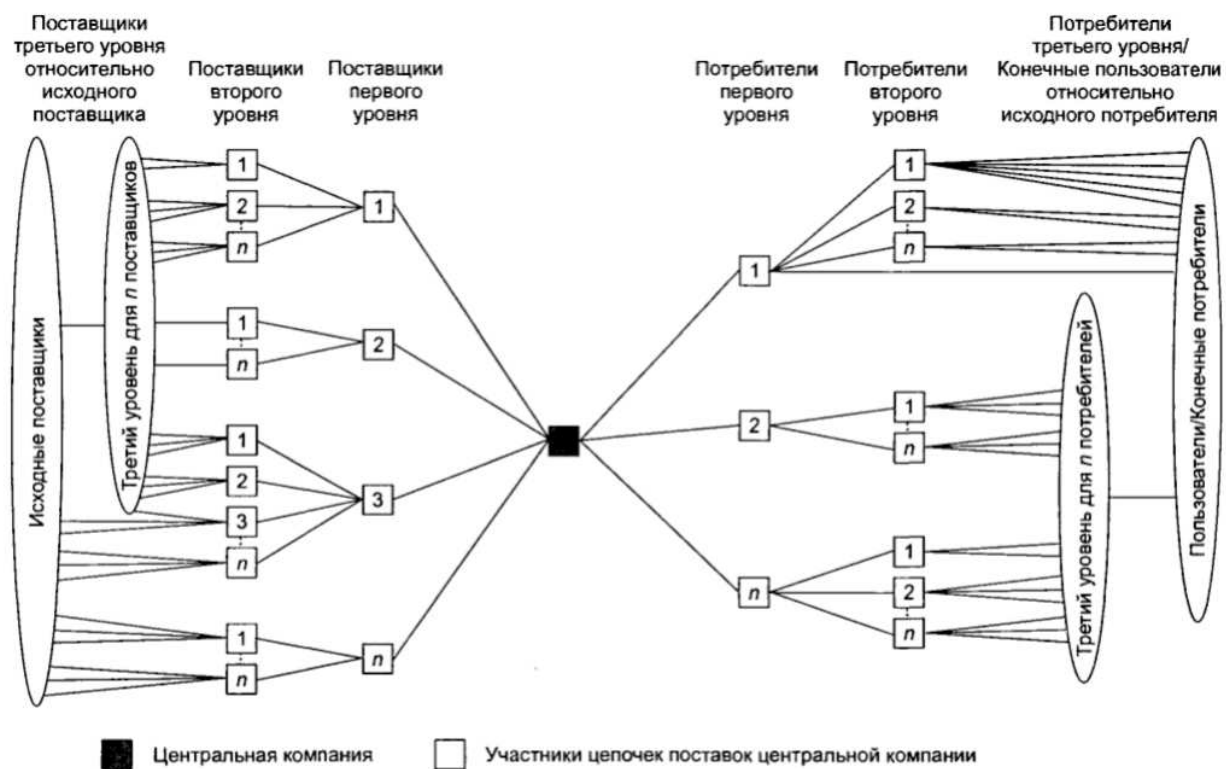 Поставщики
третьего уровня
относительно
исходного
поставщика
Поставщики
второго
уровня
Поставщики
первого
уровня
Потребители
первого
уровня
Потребители
второго
уровня
Потребители
третьего уровня/
Конечные пользователи
относительно
исходного потребителя
Исходные поставщики
Третий уровень для n поставщиков
1
2
n
1
n
1
2
3
n
1
n
1
2
3
n
1
2
n
1
2
n
1
n
1
2
n
Третий уровень для n потребителей
Пользователи/Конечные потребители
Центральная компания
Участники цепочек поставок центральной компании